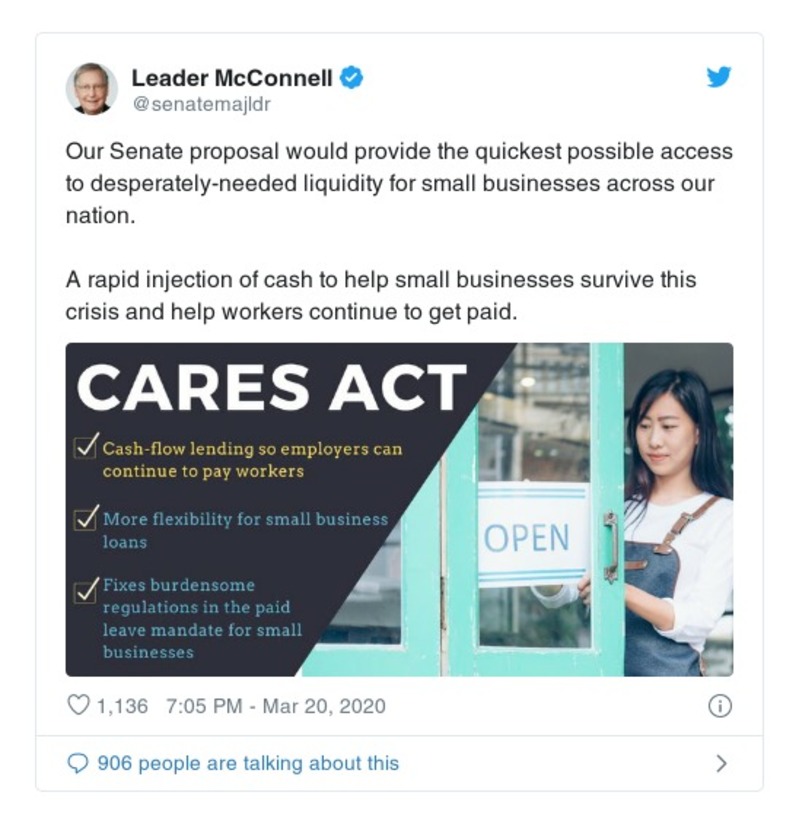 Leader McConnell
@senatemajldr
Our Senate proposal would provide the quickest possible access
to desperately-needed liquidity for small businesses across our
nation.
A rapid injection of cash to help small businesses survive this
crisis and help workers continue to get paid.
CARES ACT
Cash-flow lending so employers can
continue to pay workers
More flexibility for small business
loans
Fixes burdensome
regulations in the paid
leave mandate for small
businesses
OPEN
1,136 7:05 PM - Mar 20, 2020
906 people are talking about this